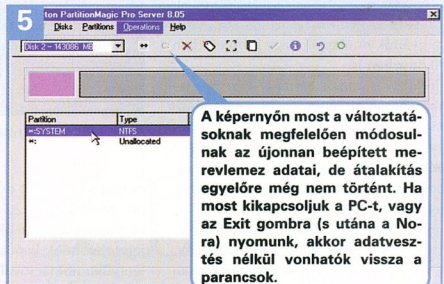 5
ton PartitionMagic Pro Server 8.05
Disks Partitions Operations Help
Disk 2 - 143086 MB
Partition Type
*:SYSTEM NTFS
*: Unallocated
A képernyőn most a változtatá-
soknak megfelelően módosul-
nak az újonnan beépített me-
revlemez adatai, de átalakítás
egyelőre még nem történt. Ha
most kikapcsoljuk a PC-t, vagy
az Exit gombra (s utána a No-
ra) nyomunk, akkor adatvesz-
tés nélkül vonhatók vissza a
parancsok.